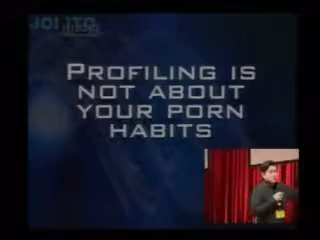 JOI ITO
PROFILING IS
NOT ABOUT
YOUR PORN
HABITS